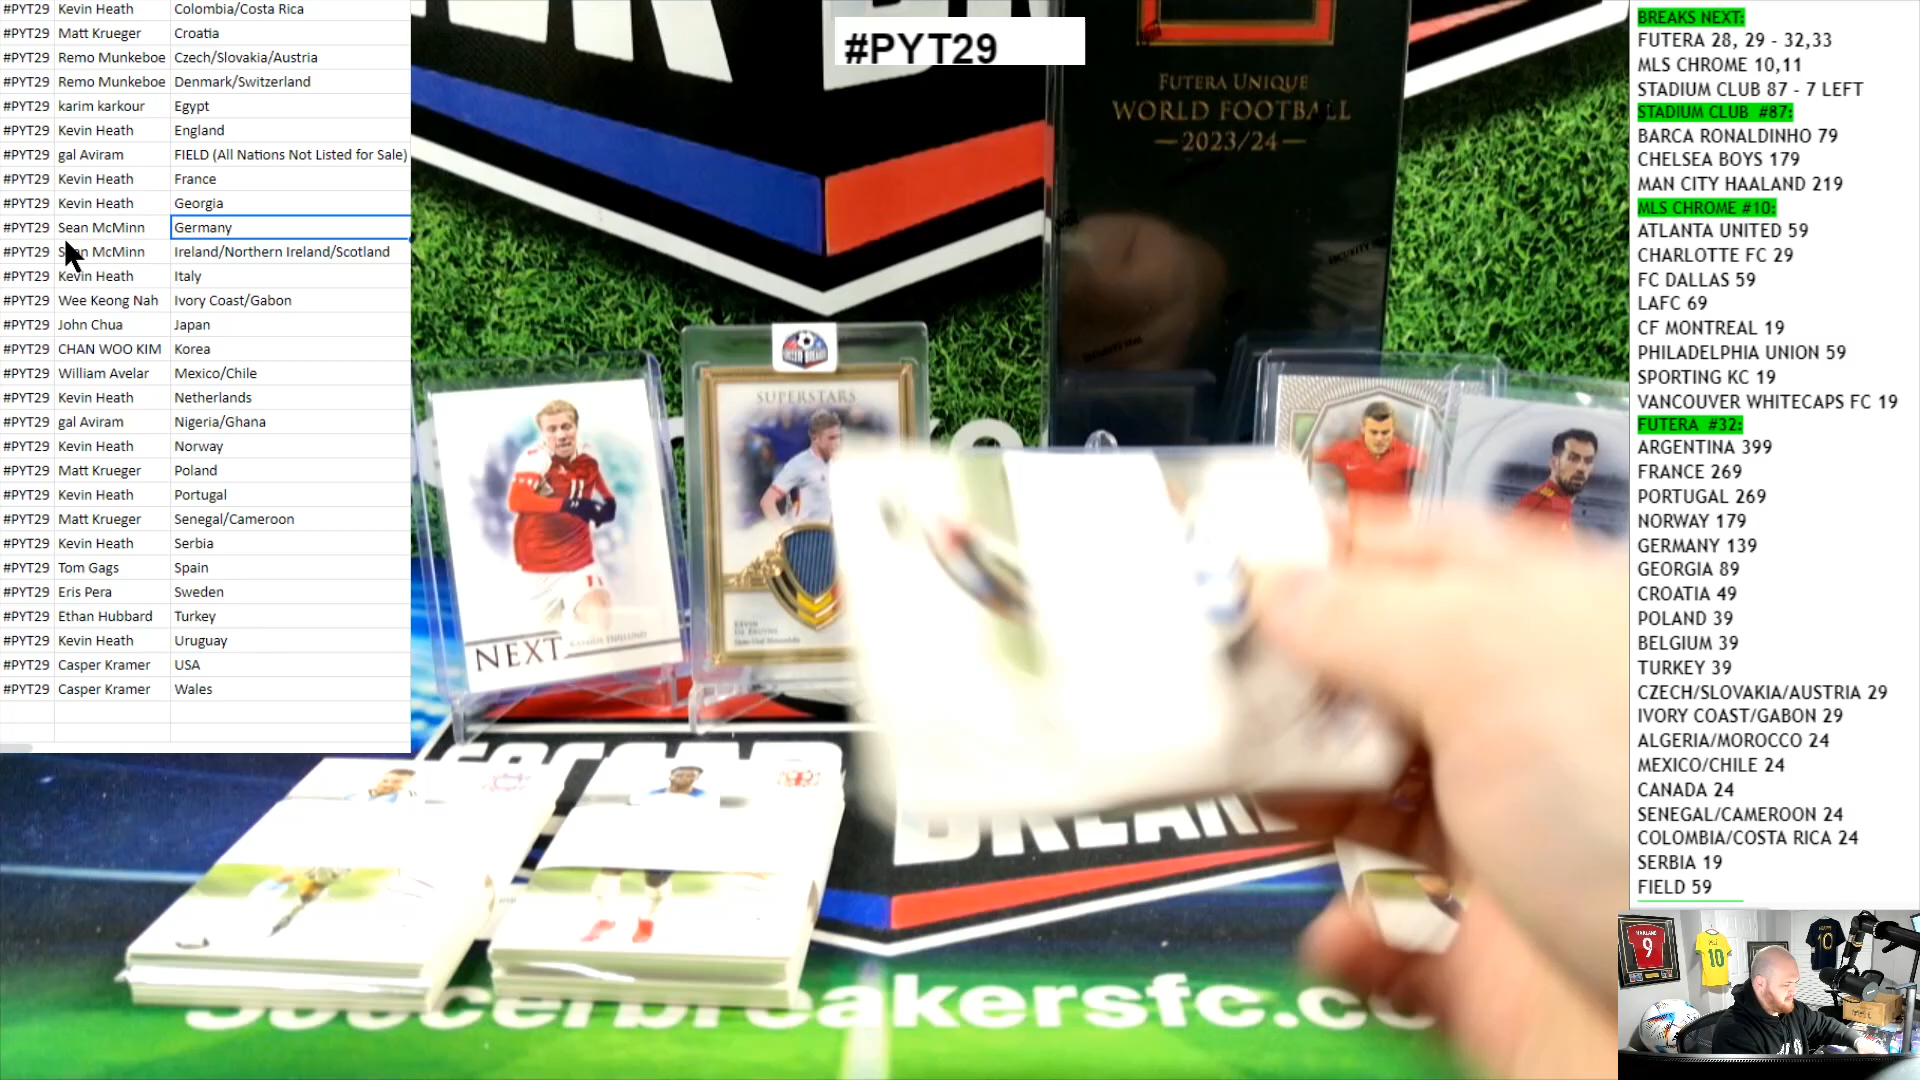 #PYT29 Kevin Heath Colombia/Costa Rica
#PYT29 Matt Krueger Croatia
#PYT29 Remo Munkeboe Czech/Slovakia/Austria
#PYT29 Remo Munkeboe Denmark/Switzerland
#PYT29 karim karkour Egypt
#PYT29 Kevin Heath England
#PYT29 gal Aviram FIELD (All Nations Not Listed for Sale)
#PYT29 Kevin Heath France
#PYT29 Kevin Heath Georgia
#PYT29 Sean McMinn Germany
#PYT29 McMinn Ireland/Northern Ireland/Scotland
#PYT29 Kevin Heath Italy
#PYT29 Wee Keong Nah Ivory Coast/Gabon
#PYT29 John Chua Japan
#PYT29 CHAN WOO KIM Korea
#PYT29 William Avelar Mexico/Chile
#PYT29 Kevin Heath Netherlands
#PYT29 gal Aviram Nigeria/Ghana
#PYT29 Kevin Heath Norway
#PYT29 Matt Krueger Poland
#PYT29 Kevin Heath Portugal
#PYT29 Matt Krueger Senegal/Cameroon
#PYT29 Kevin Heath Serbia
#PYT29 Tom Gags Spain
#PYT29 Eris Pera Sweden
#PYT29 Ethan Hubbard Turkey
#PYT29 Kevin Heath Uruguay
#PYT29 Casper Kramer USA
#PYT29 Casper Kramer Wales
#PYT29
FUTERA UNIQUE
WORLD FOOTBALL
2023/24
SUPERSTARS
KEVIN
DE BRUYNE
NEXT
soccerbreakersfc.co
BREAKS NEXT:
FUTERA 28, 29 - 32,33
MLS CHROME 10,11
STADIUM CLUB 87 - 7 LEFT
STADIUM CLUB #87:
BARCA RONALDINHO 79
CHELSEA BOYS 179
MAN CITY HAALAND 219
MLS CHROME #10:
ATLANTA UNITED 59
CHARLOTTE FC 29
FC DALLAS 59
LAFC 69
CF MONTREAL 19
PHILADELPHIA UNION 59
SPORTING KC 19
VANCOUVER WHITECAPS FC 19
FUTERA #32:
ARGENTINA 399
FRANCE 269
PORTUGAL 269
NORWAY 179
GERMANY 139
GEORGIA 89
CROATIA 49
POLAND 39
BELGIUM 39
TURKEY 39
CZECH/SLOVAKIA/AUSTRIA 29
IVORY COAST/GABON 29
ALGERIA/MOROCCO 24
MEXICO/CHILE 24
CANADA 24
SENEGAL/CAMEROON 24
COLOMBIA/COSTA RICA 24
SERBIA 19
FIELD 59
9
10
10